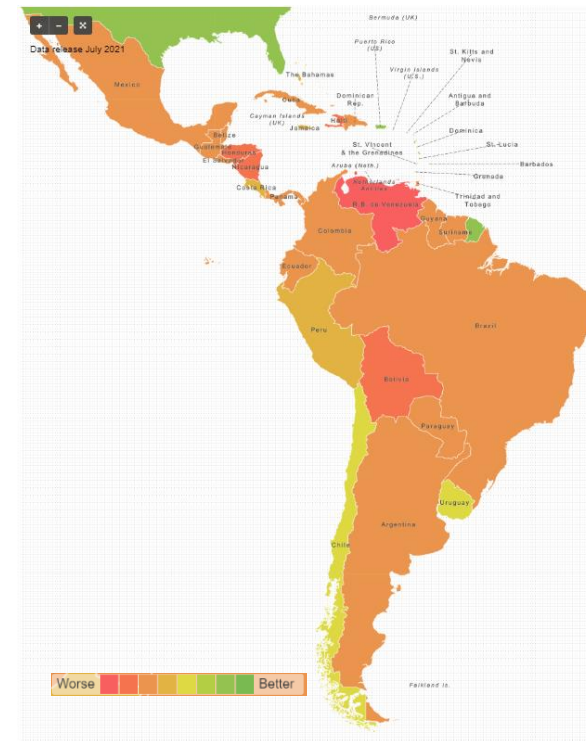 + −
Data release July 2021
Bermuda (UK)
Puerto Rico
(US)
Virgin Islands
(U.S.)
St. Kitts and
Nevis
Mexico
The Bahamas
Cuba
Cayman Islands
(UK)
Dominican
Rep.
Antigua and
Barbuda
Belize
Jamaica
Haiti
Dominica
Guatemala
Honduras
El Salvador
Nicaragua
St. Vincent
& the Grenadines
St. Lucia
Aruba (Neth.)
Barbados
Netherlands
Antilles
Grenada
Costa Rica
Panama
Trinidad and
Tobago
R.B. de Venezuela
Guyana
Suriname
Colombia
Ecuador
Peru
Brazil
Bolivia
Paraguay
Uruguay
Argentina
Chile
Worse Better
Falkland Is.